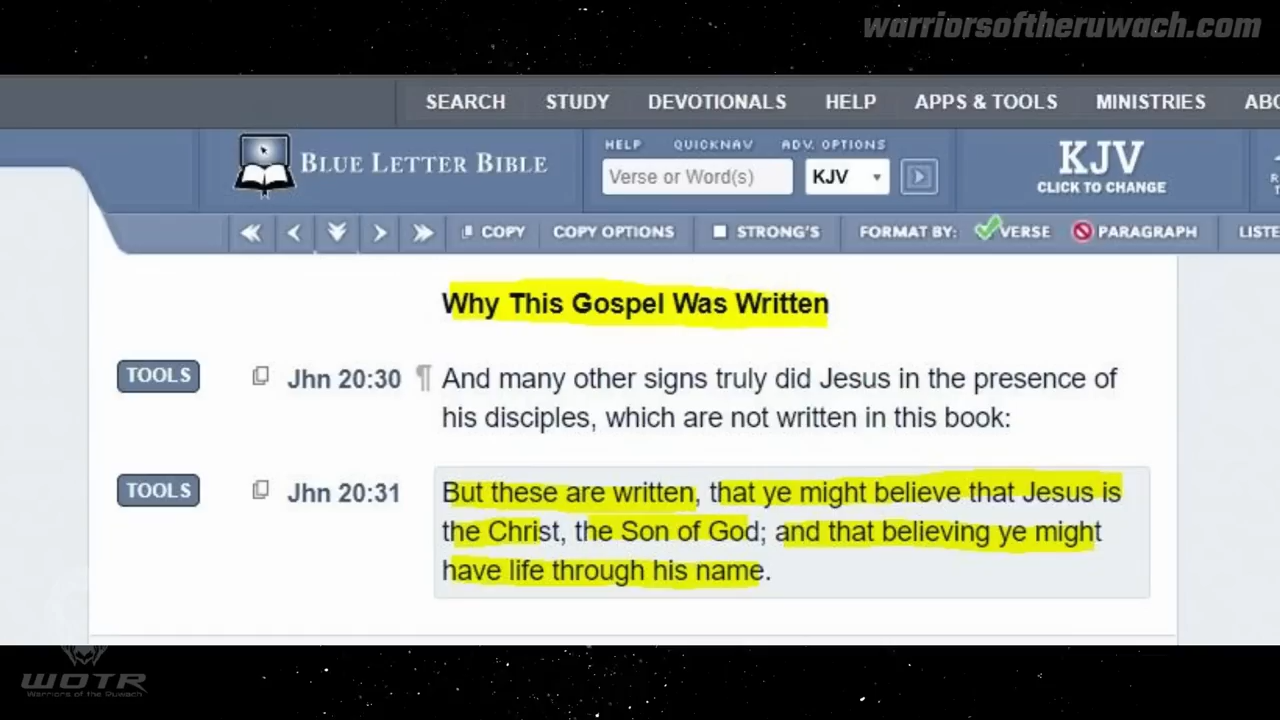 warriorsoftheruwach.com
SEARCH STUDY DEVOTIONALS HELP APPS & TOOLS MINISTRIES
BLUE LETTER BIBLE
HELP QUICKNAV ADV. OPTIONS
Verse or Word(s) KJV
KJV
CLICK TO CHANGE
COPY COPY OPTIONS STRONG'S FORMAT BY: VERSE PARAGRAPH
Why This Gospel Was Written
TOOLS Jhn 20:30 ¶ And many other signs truly did Jesus in the presence of
his disciples, which are not written in this book:
TOOLS Jhn 20:31 But these are written, that ye might believe that Jesus is
the Christ, the Son of God; and that believing ye might
have life through his name.
WOTR
Warriors of the Ruwach